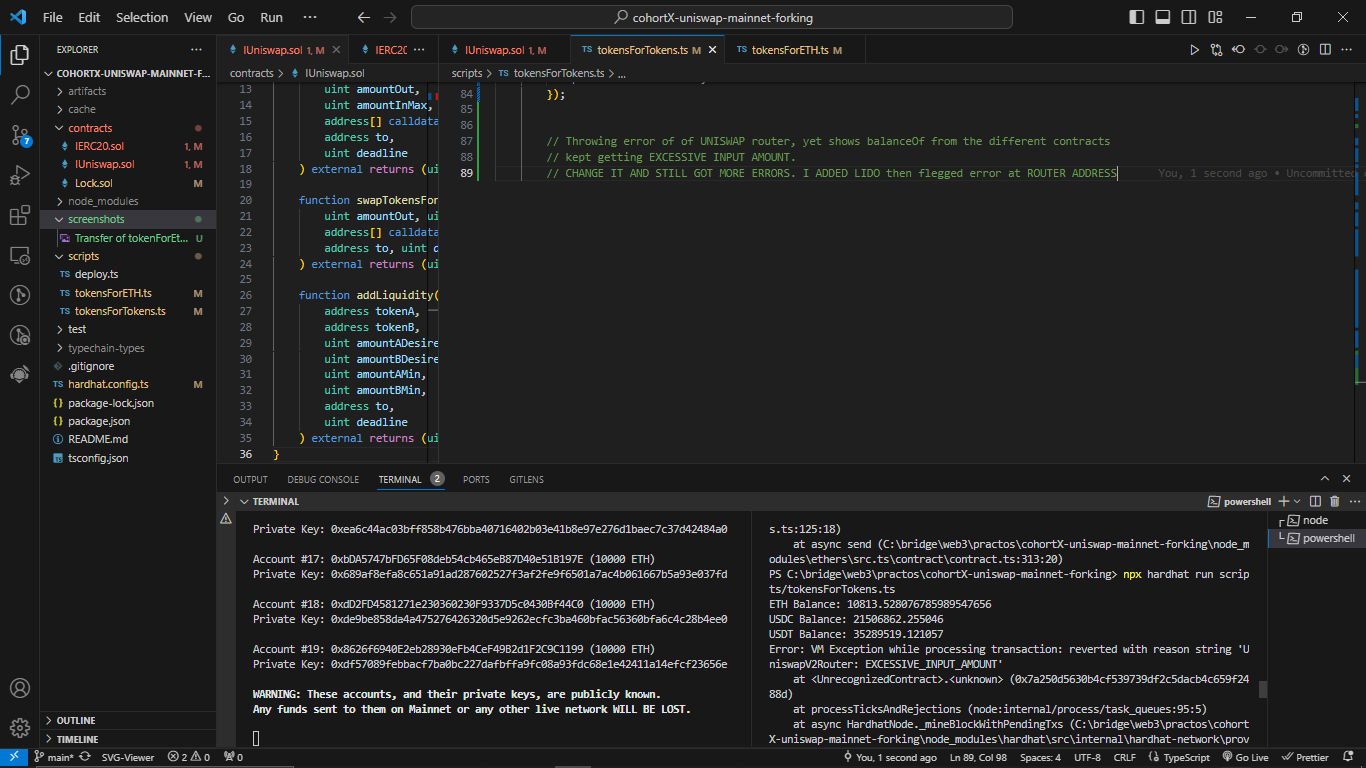 File Edit Selection View Go Run ··· cohortX-uniswap-mainnet-forking
EXPLORER ···
COHORTX-UNISWAP-MAINNET-F...
artifacts
cache
contracts
IERC20.sol 1, M
IUniswap.sol 1, M
Lock.sol M
node_modules
screenshots
Transfer of tokenForEt... U
scripts
TS deploy.ts
TS tokensForETH.ts M
TS tokensForTokens.ts M
test
typechain-types
.gitignore
TS hardhat.config.ts M
{} package-lock.json
{} package.json
README.md
tsconfig.json
OUTLINE
TIMELINE
7
IUniswap.sol 1, M IERC20 ···
contracts > IUniswap.sol
13 uint amountOut,
14 uint amountInMax,
15 address[] calldata
16 address to,
17 uint deadline
18 ) external returns (ui
19
20 function swapTokensFor
21 uint amountOut, ui
22 address[] calldata
23 address to, uint d
24 ) external returns (ui
25
26 function addLiquidity(
27 address tokenA,
28 address tokenB,
29 uint amountADesire
30 uint amountBDesire
31 uint amountAMin,
32 uint amountBMin,
33 address to,
34 uint deadline
35 ) external returns (ui
36 }
IUniswap.sol 1, M TS tokensForTokens.ts M TS tokensForETH.ts M
scripts > TS tokensForTokens.ts > ...
84 });
85
86
87 // Throwing error of of UNISWAP router, yet shows balanceOf from the different contracts
88 // kept getting EXCESSIVE INPUT AMOUNT.
89 // CHANGE IT AND STILL GOT MORE ERRORS. I ADDED LIDO then flegged error at ROUTER ADDRESS You, 1 second ago • Uncommitted
OUTPUT DEBUG CONSOLE TERMINAL 2 PORTS GITLENS
TERMINAL powershell
node
powershell
Private Key: 0xea6c44ac03bff858b476bba40716402b03e41b8e97e276d1baec7c37d42484a0
Account #17: 0xbDA5747bFD65F08deb54cb465eB87D40e51B197E (10000 ETH)
Private Key: 0x689af8efa8c651a91ad287602527f3af2fe9f6501a7ac4b061667b5a93e037fd
Account #18: 0xdD2FD4581271e230360230F9337D5c0430Bf44C0 (10000 ETH)
Private Key: 0xde9be858da4a475276426320d5e9262ecfc3ba460bfac56360bfa6c4c28b4ee0
Account #19: 0x8626f6940E2eb28930eFb4CeF49B2d1F2C9C1199 (10000 ETH)
Private Key: 0xdf57089febbacf7ba0bc227dafbffa9fc08a93fdc68e1e42411a14efcf23656e
WARNING: These accounts, and their private keys, are publicly known.
Any funds sent to them on Mainnet or any other live network WILL BE LOST.
s.ts:125:18)
at async send (C:\bridge\web3\practos\cohortX-uniswap-mainnet-forking\node_m
odules\ethers\src.ts\contract\contract.ts:313:20)
PS C:\bridge\web3\practos\cohortX-uniswap-mainnet-forking> npx hardhat run scrip
ts/tokensForTokens.ts
ETH Balance: 10813.528076785989547656
USDC Balance: 21506862.255046
USDT Balance: 35289519.121057
Error: VM Exception while processing transaction: reverted with reason string 'U
niswapV2Router: EXCESSIVE_INPUT_AMOUNT'
at <UnrecognizedContract>.<unknown> (0x7a250d5630b4cf539739df2c5dacb4c659f24
88d)
at processTicksAndRejections (node:internal/process/task_queues:95:5)
at async HardhatNode._mineBlockWithPendingTxs (C:\bridge\web3\practos\cohort
X-uniswap-mainnet-forking\node_modules\hardhat\src\internal\hardhat-network\prov
main* SVG-Viewer 2 0 0 You, 1 second ago Ln 89, Col 98 Spaces: 4 UTF-8 CRLF {} TypeScript Go Live Prettier